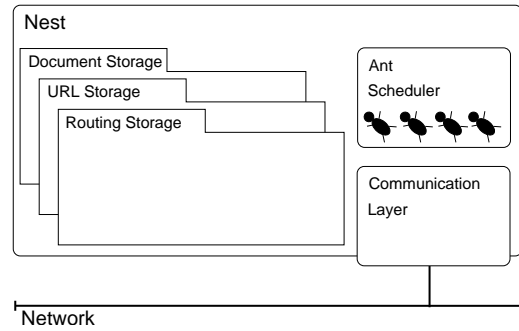 Nest
Document Storage
URL Storage
Routing Storage
Ant
Scheduler
Communication
Layer
Network